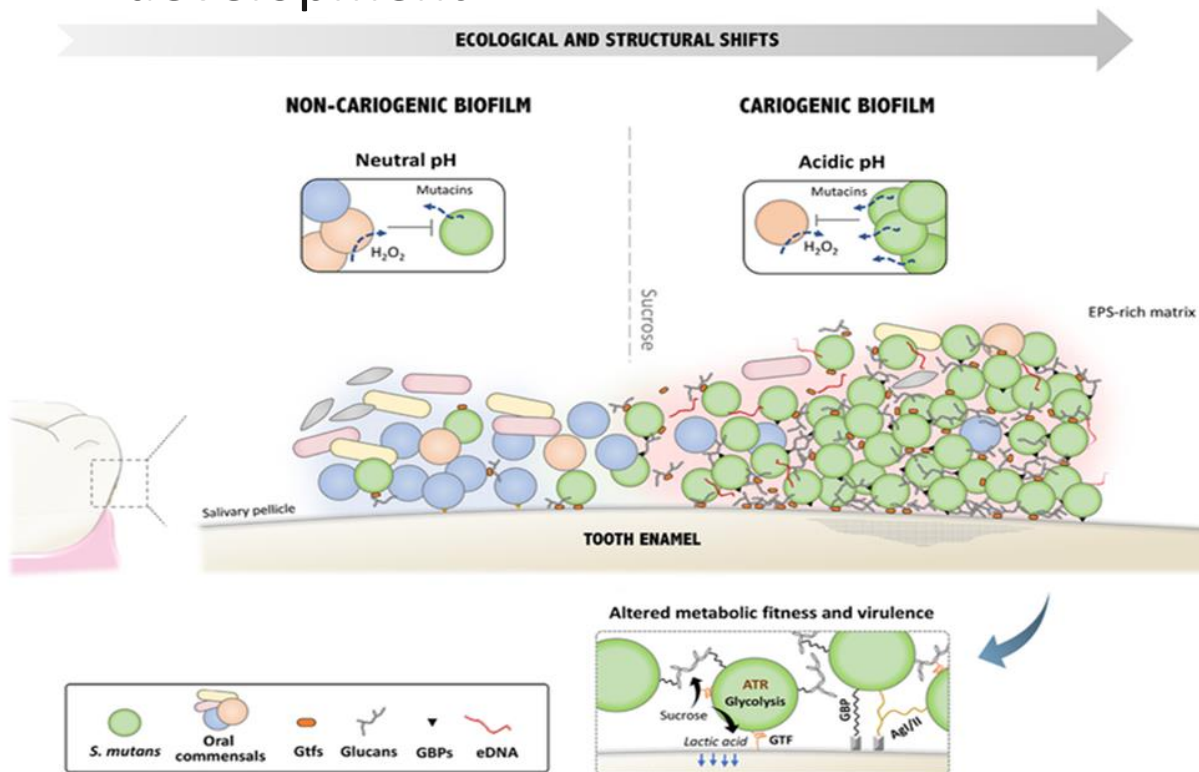 development
ECOLOGICAL AND STRUCTURAL SHIFTS
NON-CARIOGENIC BIOFILM
CARIOGENIC BIOFILM
Neutral pH
Mutacins
H₂O₂
Acidic pH
Mutacins
H₂O₂
Sucrose
EPS-rich matrix
Salivary pellicle
TOOTH ENAMEL
Altered metabolic fitness and virulence
ATR
Glycolysis
Sucrose
Lactic acid
GTF
GBP
AgI/II
S. mutans
Oral
commensals
Gtfs
Glucans
GBPs
eDNA